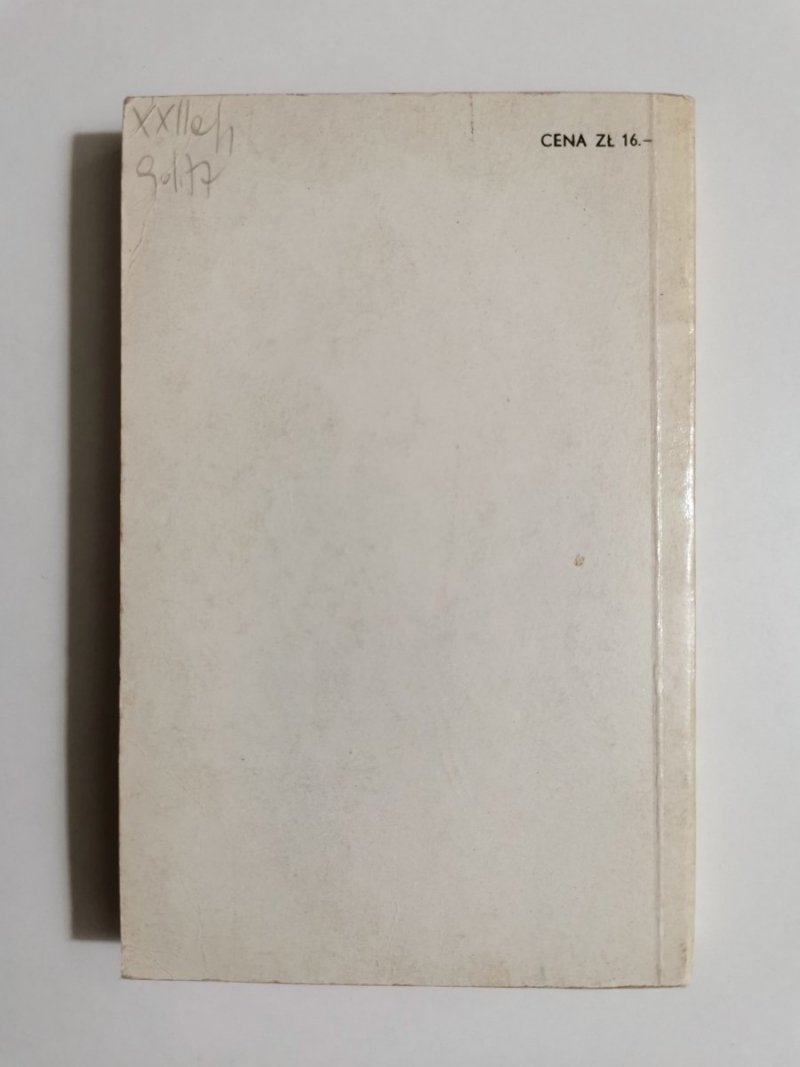 XXIIe/1
CENA ZŁ 16.–